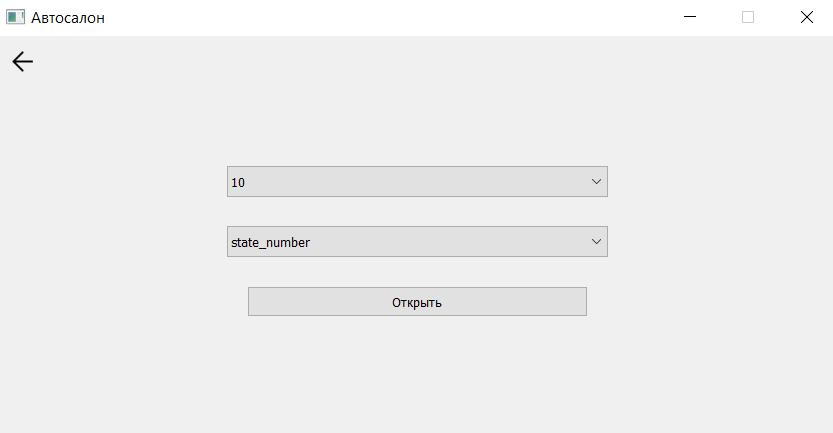 Автосалон
10
state_number
Открыть